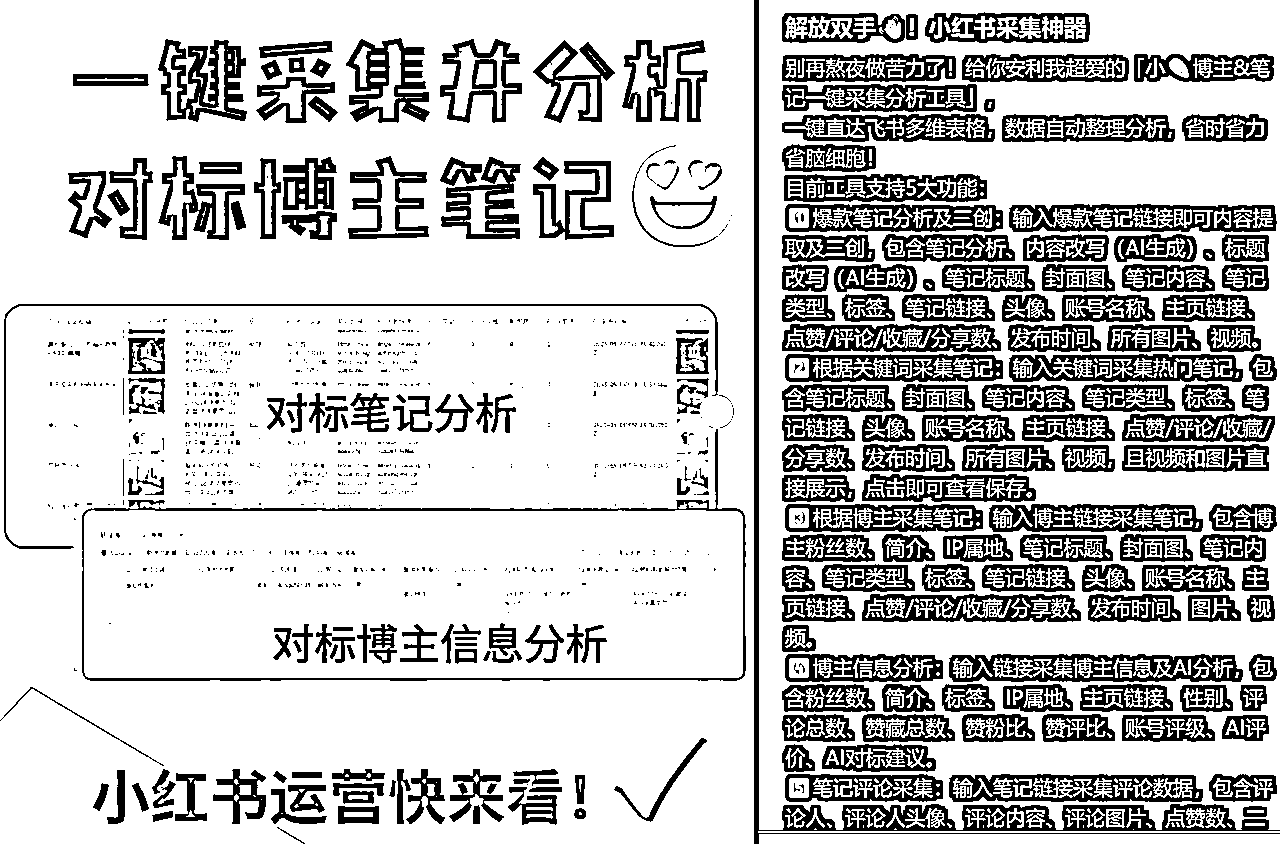 一键采集并分析
对标博主笔记
对标笔记分析
对标博主信息分析
小红书运营快来看！
解放双手！小红书采集神器
别再熬夜做苦力了！给你安利我超爱的「小博主&笔
记一键采集分析工具」，
一键直达飞书多维表格，数据自动整理分析，省时省力
省脑细胞！
目前工具支持5大功能：
1爆款笔记分析及二创：输入爆款笔记链接即可内容提
取及二创，包含笔记分析、内容改写（AI生成）、标题
改写（AI生成）、笔记标题、封面图、笔记内容、笔记
类型、标签、笔记链接、头像、账号名称、主页链接、
点赞/评论/收藏/分享数、发布时间、所有图片、视频。
2根据关键词采集笔记：输入关键词采集热门笔记，包
含笔记标题、封面图、笔记内容、笔记类型、标签、笔
记链接、头像、账号名称、主页链接、点赞/评论/收藏/
分享数、发布时间、所有图片、视频，且视频和图片直
接展示，点击即可查看保存。
3根据博主采集笔记：输入博主链接采集笔记，包含博
主粉丝数、简介、IP属地、笔记标题、封面图、笔记内
容、笔记类型、标签、笔记链接、头像、账号名称、主
页链接、点赞/评论/收藏/分享数、发布时间、图片、视
频。
4博主信息分析：输入链接采集博主信息及AI分析，包
含粉丝数、简介、标签、IP属地、主页链接、性别、评
论总数、赞藏总数、赞粉比、赞评比、账号评级、AI评
价、AI对标建议。
5笔记评论采集：输入笔记链接采集评论数据，包含评
论人、评论人头像、评论内容、评论图片、点赞数、二